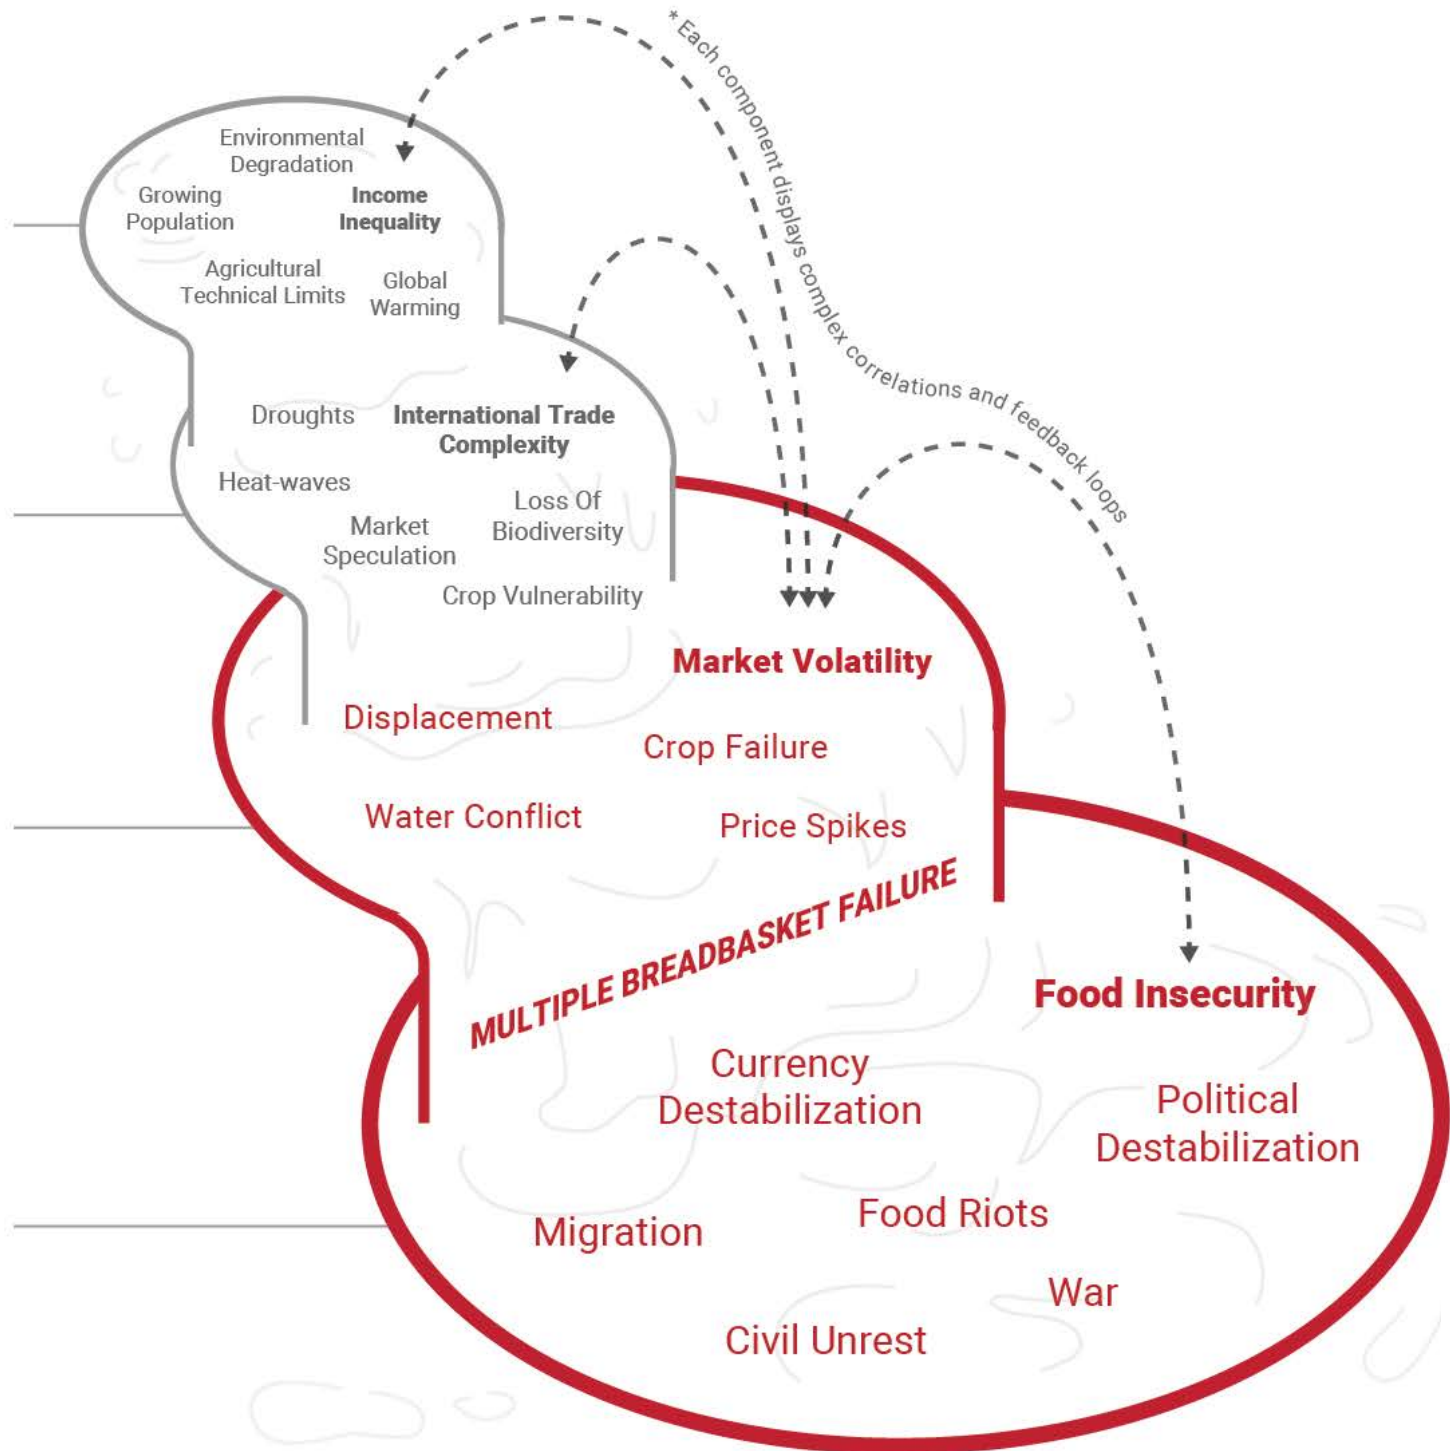 * Each component displays complex correlations and feedback loops
Environmental
Degradation
Growing
Population
Income
Inequality
Agricultural
Technical Limits
Global
Warming
Droughts
International Trade
Complexity
Heat-waves
Loss Of
Biodiversity
Market
Speculation
Crop Vulnerability
Market Volatility
Displacement
Crop Failure
Water Conflict
Price Spikes
MULTIPLE BREADBASKET FAILURE
Food Insecurity
Currency
Destabilization
Political
Destabilization
Migration
Food Riots
War
Civil Unrest